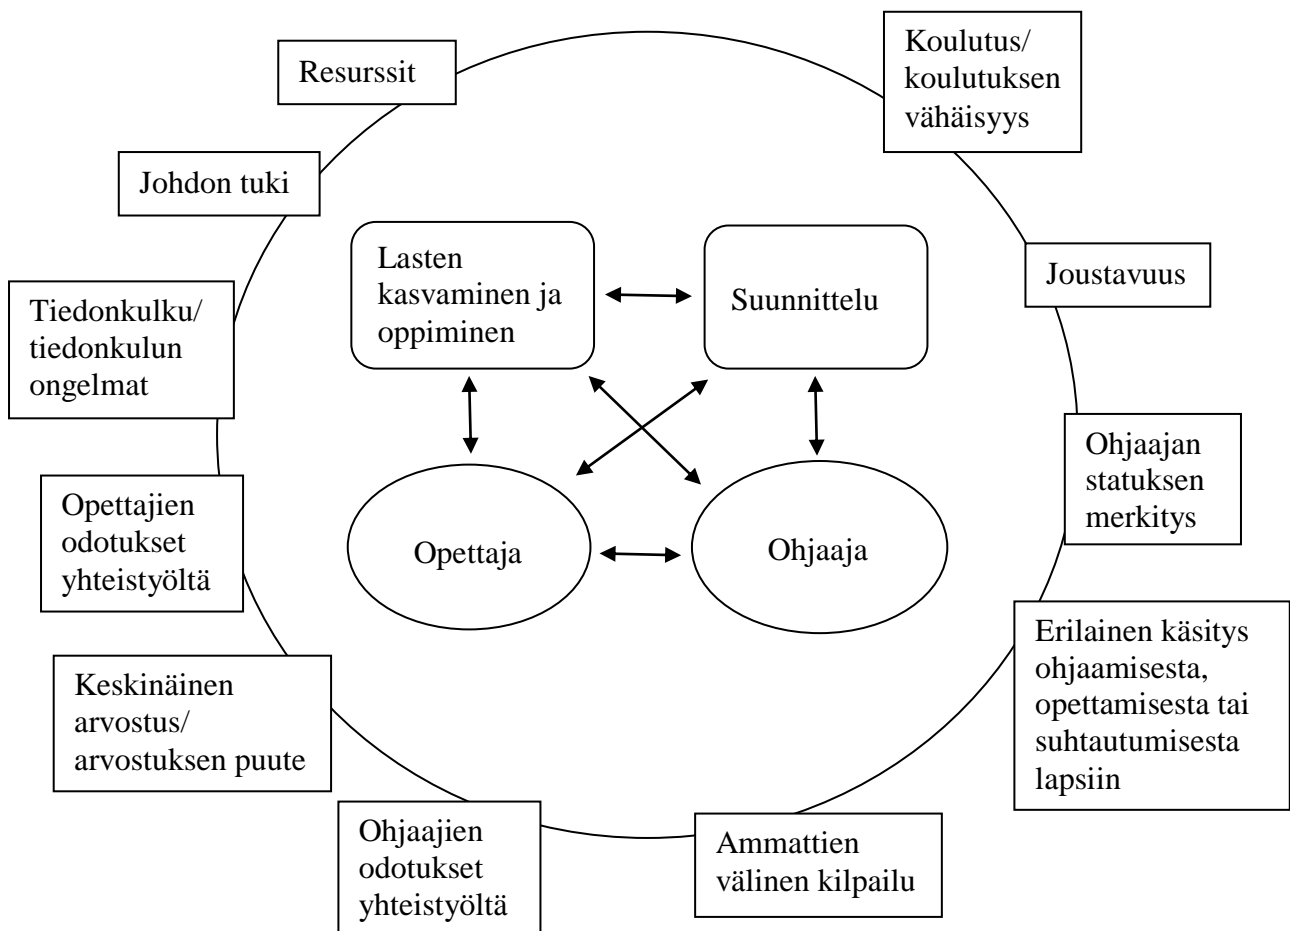 Resurssit
Koulutus/
koulutuksen
vähäisyys
Johdon tuki
Lasten
kasvaminen ja
oppiminen
Suunnittelu
Joustavuus
Tiedonkulku/
tiedonkulun
ongelmat
Opettajien
odotukset
yhteistyöltä
Opettaja
Ohjaaja
Ohjaajan
statuksen
merkitys
Keskinäinen
arvostus/
arvostuksen puute
Erilainen käsitys
ohjaamisesta,
opettamisesta tai
suhtautumisesta
lapsiin
Ohjaajien
odotukset
yhteistyöltä
Ammattien
välinen kilpailu